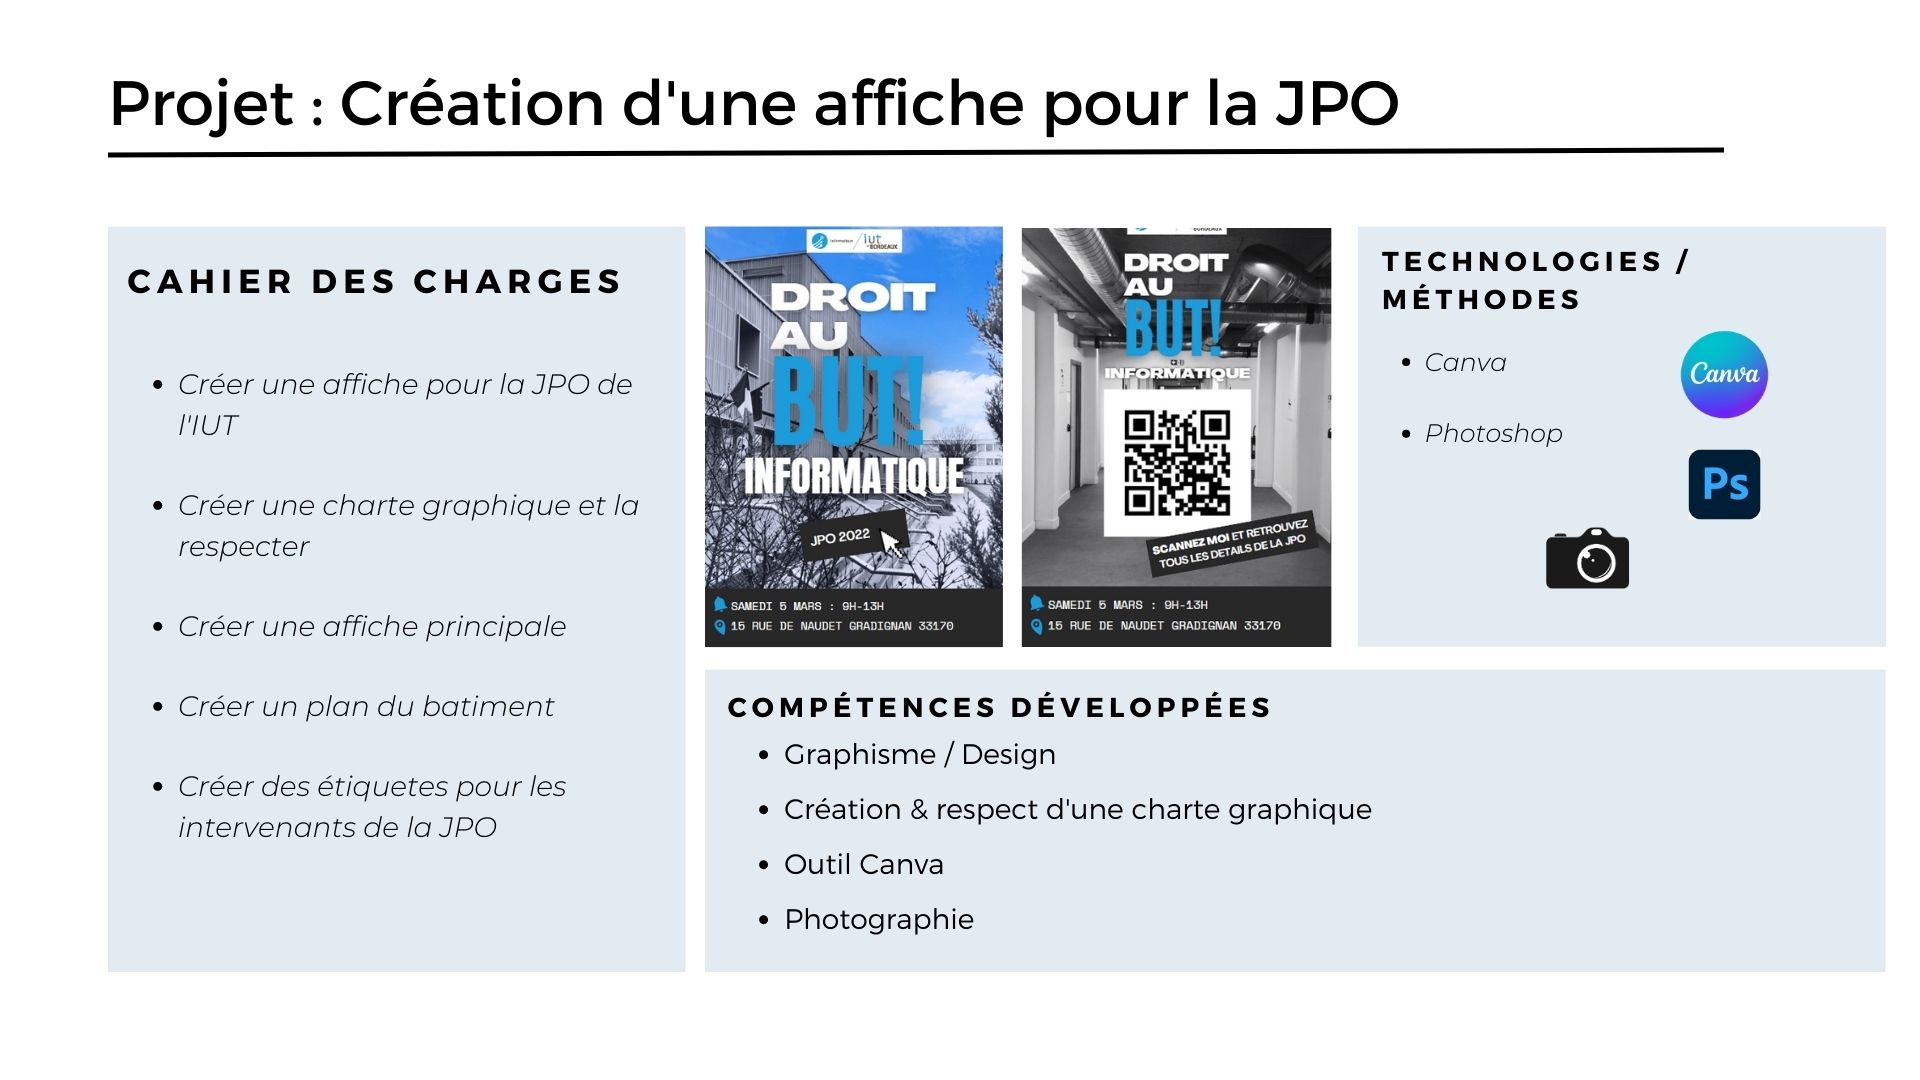 Projet : Création d'une affiche pour la JPO
CAHIER DES CHARGES
• Créer une affiche pour la JPO de
l'IUT
• Créer une charte graphique et la
respecter
• Créer une affiche principale
• Créer un plan du batiment
• Créer des étiquetes pour les
intervenants de la JPO
informatique iut
de BORDEAUX
DROIT
AU
BUT!
INFORMATIQUE
JPO 2022
SAMEDI 5 MARS : 9H-13H
15 RUE DE NAUDET GRADIGNAN 33170
BORDEAUX
DROIT
AU
BUT!
INFORMATIQUE
SCANNEZ MOI ET RETROUVEZ
TOUS LES DETAILS DE LA JPO
SAMEDI 5 MARS : 9H-13H
15 RUE DE NAUDET GRADIGNAN 33170
TECHNOLOGIES /
MÉTHODES
• Canva
Canva
• Photoshop
Ps
COMPÉTENCES DÉVELOPPÉES
• Graphisme / Design
• Création & respect d'une charte graphique
• Outil Canva
• Photographie